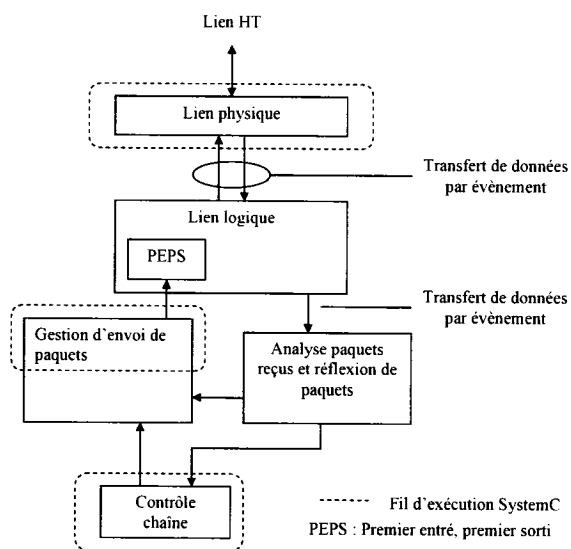 Lien HT
Lien physique
Transfert de données
par évènement
Lien logique
PEPS
Transfert de données
par évènement
Gestion d'envoi de
paquets
Analyse paquets
reçus et réflexion de
paquets
Contrôle
chaîne
Fil d'exécution SystemC
PEPS : Premier entré, premier sorti